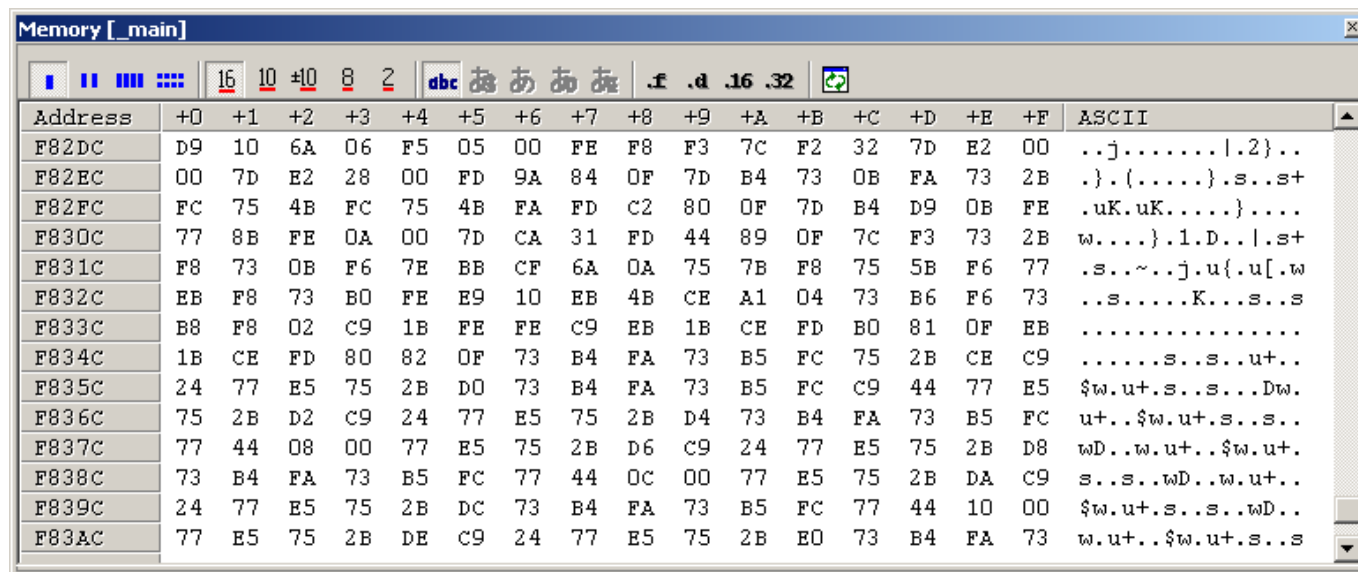 Memory [_main]
16 10 ±10 8 2 abc あ あ .f .d .16 .32
Address +0 +1 +2 +3 +4 +5 +6 +7 +8 +9 +A +B +C +D +E +F ASCII
F82DC D9 10 6A 06 F5 05 00 FE F8 F3 7C F2 32 7D E2 00 ..j.......|.2}..
F82EC 00 7D E2 28 00 FD 9A 84 0F 7D B4 73 0B FA 73 2B .}.(.....}.s..s+
F82FC FC 75 4B FC 75 4B FA FD C2 80 0F 7D B4 D9 0B FE .uK.uK.....}....
F830C 77 8B FE 0A 00 7D CA 31 FD 44 89 0F 7C F3 73 2B w....}.1.D..|.s+
F831C F8 73 0B F6 7E BB CF 6A 0A 75 7B F8 75 5B F6 77 .s..~..j.u{.u[.w
F832C EB F8 73 B0 FE E9 10 EB 4B CE A1 04 73 B6 F6 73 ..s.....K...s..s
F833C B8 F8 02 C9 1B FE FE C9 EB 1B CE FD B0 81 0F EB ................
F834C 1B CE FD 80 82 0F 73 B4 FA 73 B5 FC 75 2B CE C9 ......s..s..u+..
F835C 24 77 E5 75 2B D0 73 B4 FA 73 B5 FC C9 44 77 E5 $w.u+.s..s...Dw.
F836C 75 2B D2 C9 24 77 E5 75 2B D4 73 B4 FA 73 B5 FC u+..$w.u+.s..s..
F837C 77 44 08 00 77 E5 75 2B D6 C9 24 77 E5 75 2B D8 wD..w.u+..$w.u+.
F838C 73 B4 FA 73 B5 FC 77 44 0C 00 77 E5 75 2B DA C9 s..s..wD..w.u+..
F839C 24 77 E5 75 2B DC 73 B4 FA 73 B5 FC 77 44 10 00 $w.u+.s..s..wD..
F83AC 77 E5 75 2B DE C9 24 77 E5 75 2B E0 73 B4 FA 73 w.u+..$w.u+.s..s